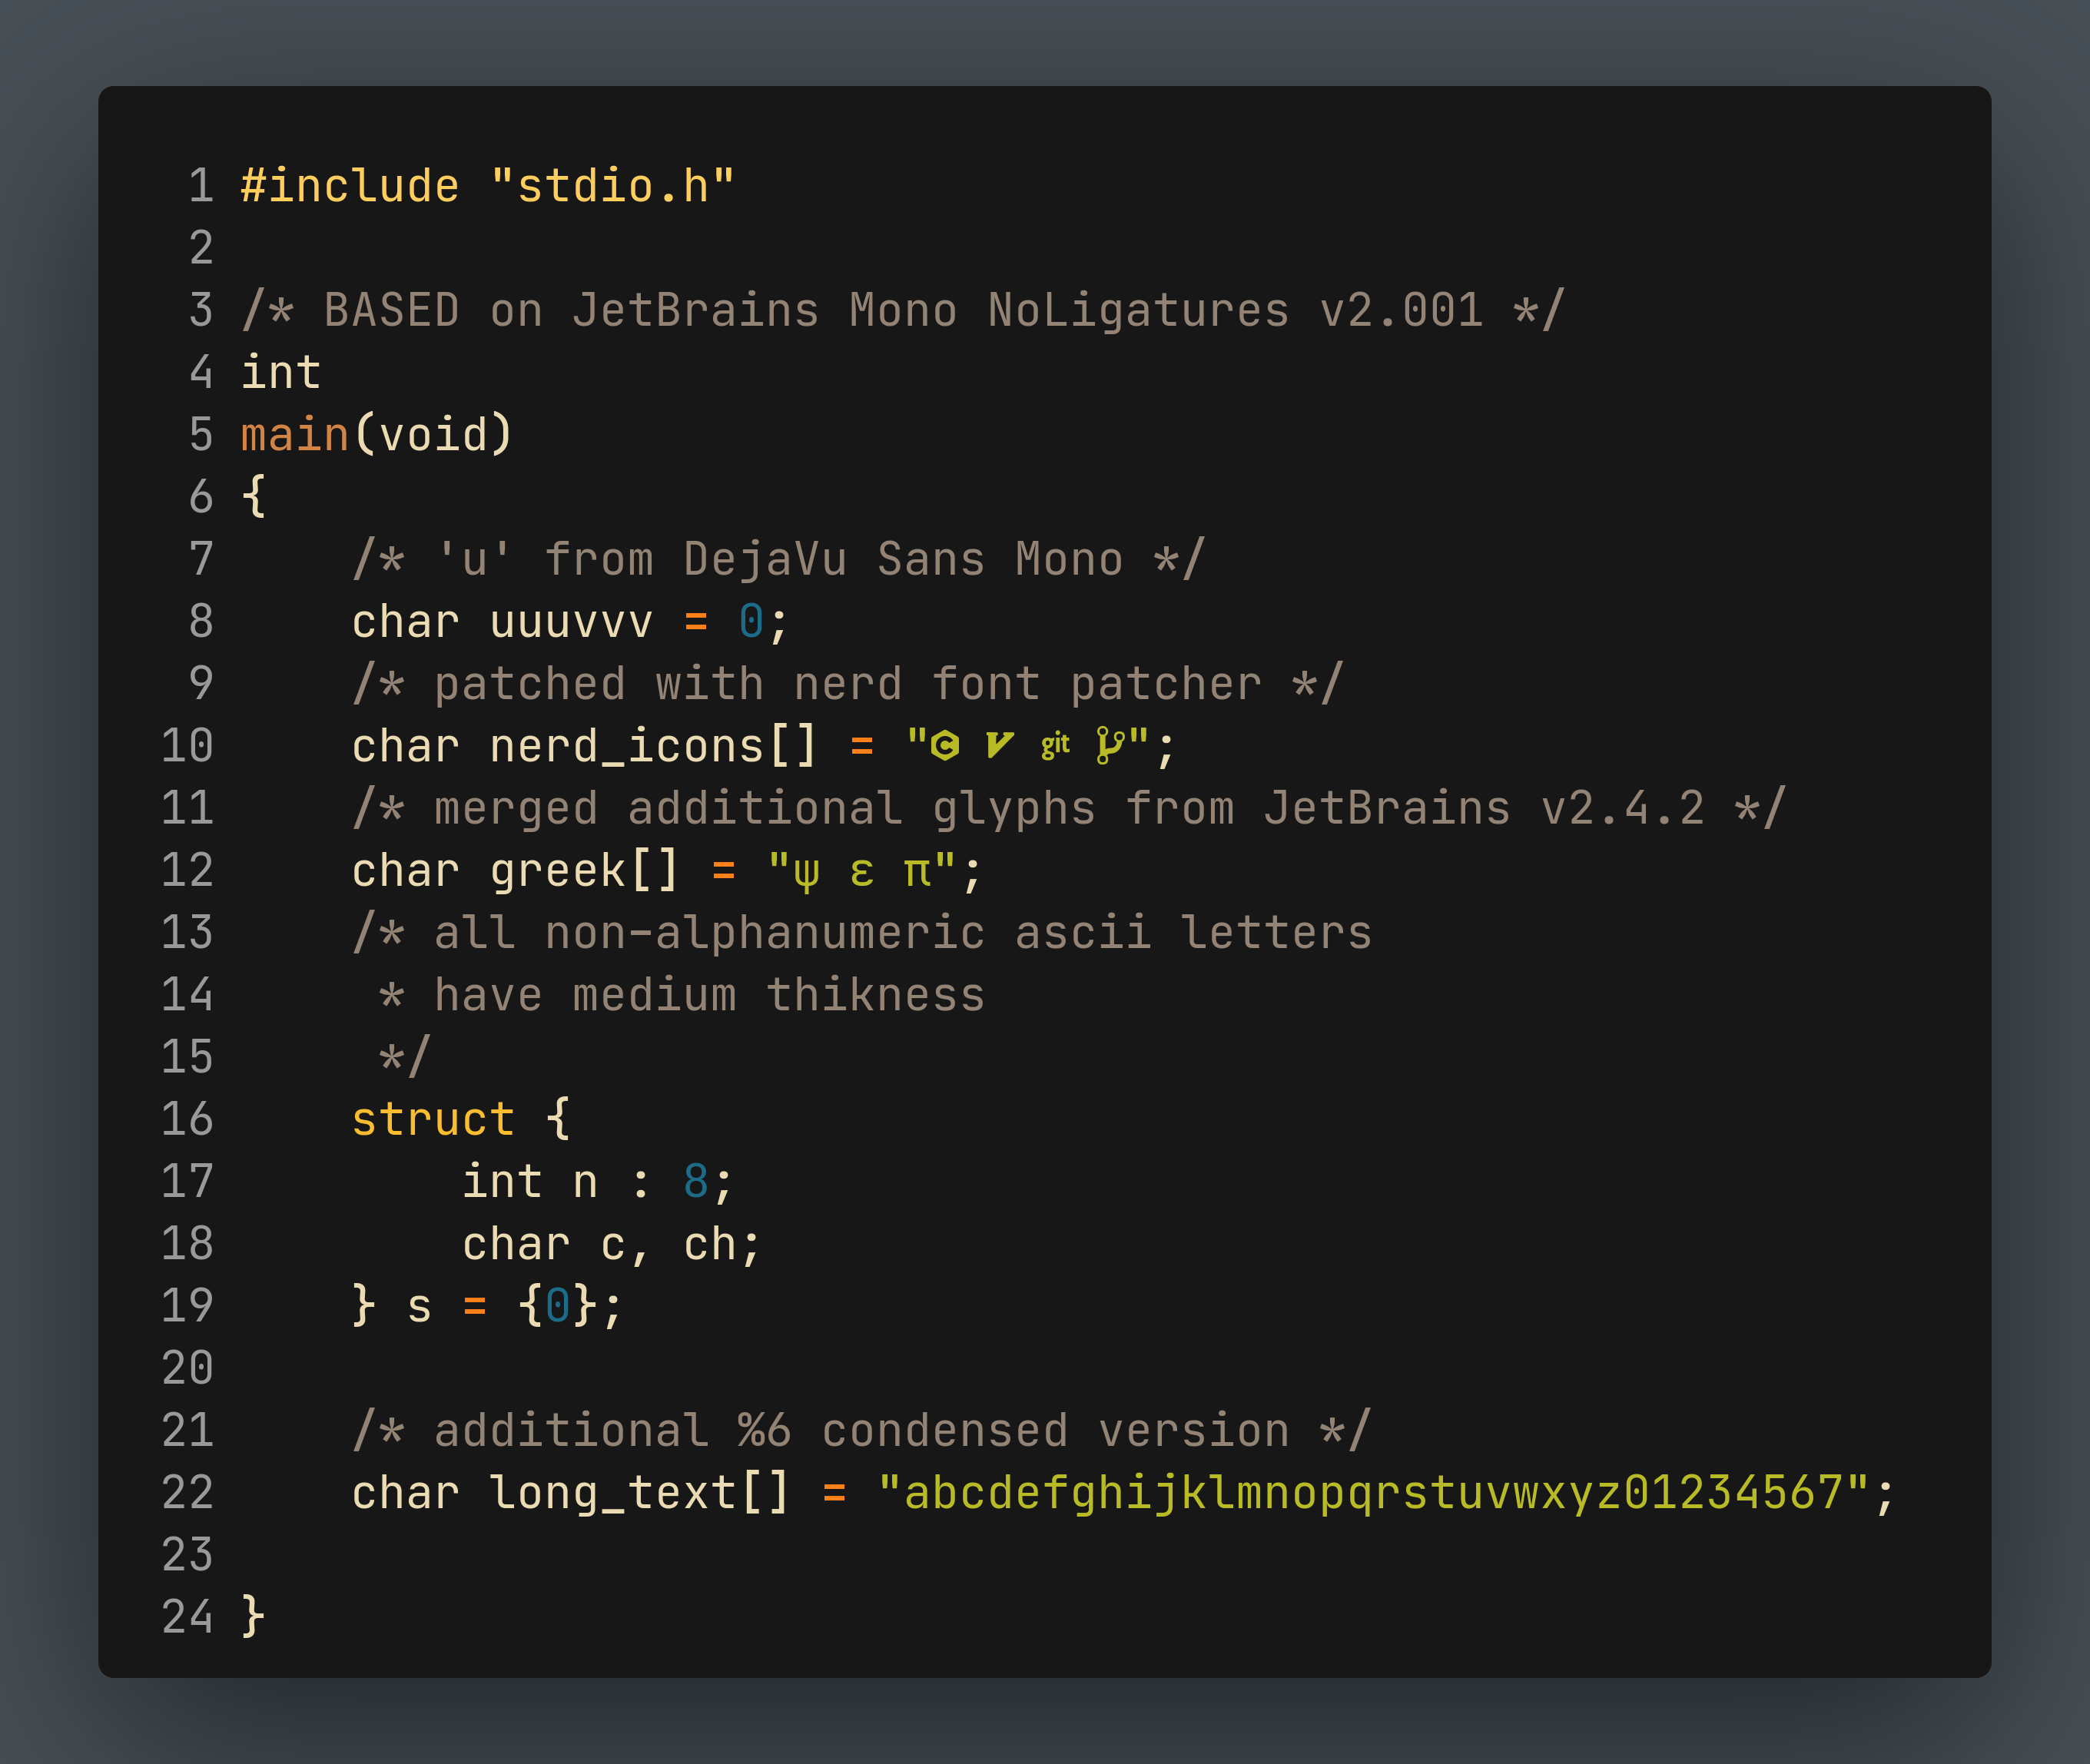 1 #include "stdio.h"
2
3 /* BASED on JetBrains Mono NoLigatures v2.001 */
4 int
5 main(void)
6 {
7     /* 'u' from DejaVu Sans Mono */
8     char uuuvvv = 0;
9     /* patched with nerd font patcher */
10     char nerd_icons[] = "  git ";
11     /* merged additional glyphs from JetBrains v2.4.2 */
12     char greek[] = "ψ ε π";
13     /* all non-alphanumeric ascii letters
14      * have medium thikness
15      */
16     struct {
17         int n : 8;
18         char c, ch;
19     } s = {0};
20
21     /* additional %6 condensed version */
22     char long_text[] = "abcdefghijklmnopqrstuvwxyz01234567";
23
24 }